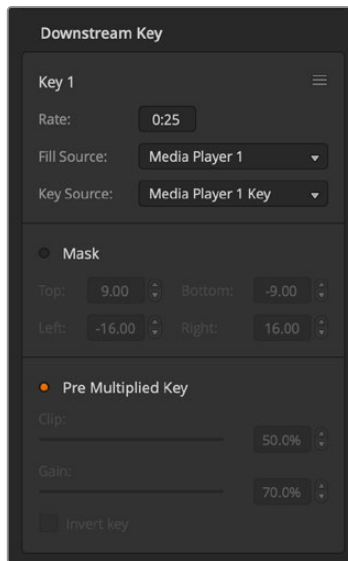 Downstream Key
Key 1
Rate: 0:25
Fill Source: Media Player 1
Key Source: Media Player 1 Key
Mask
Top: 9.00 Bottom: -9.00
Left: -16.00 Right: 16.00
Pre Multiplied Key
Clip:
50.0%
Gain:
70.0%
Invert key